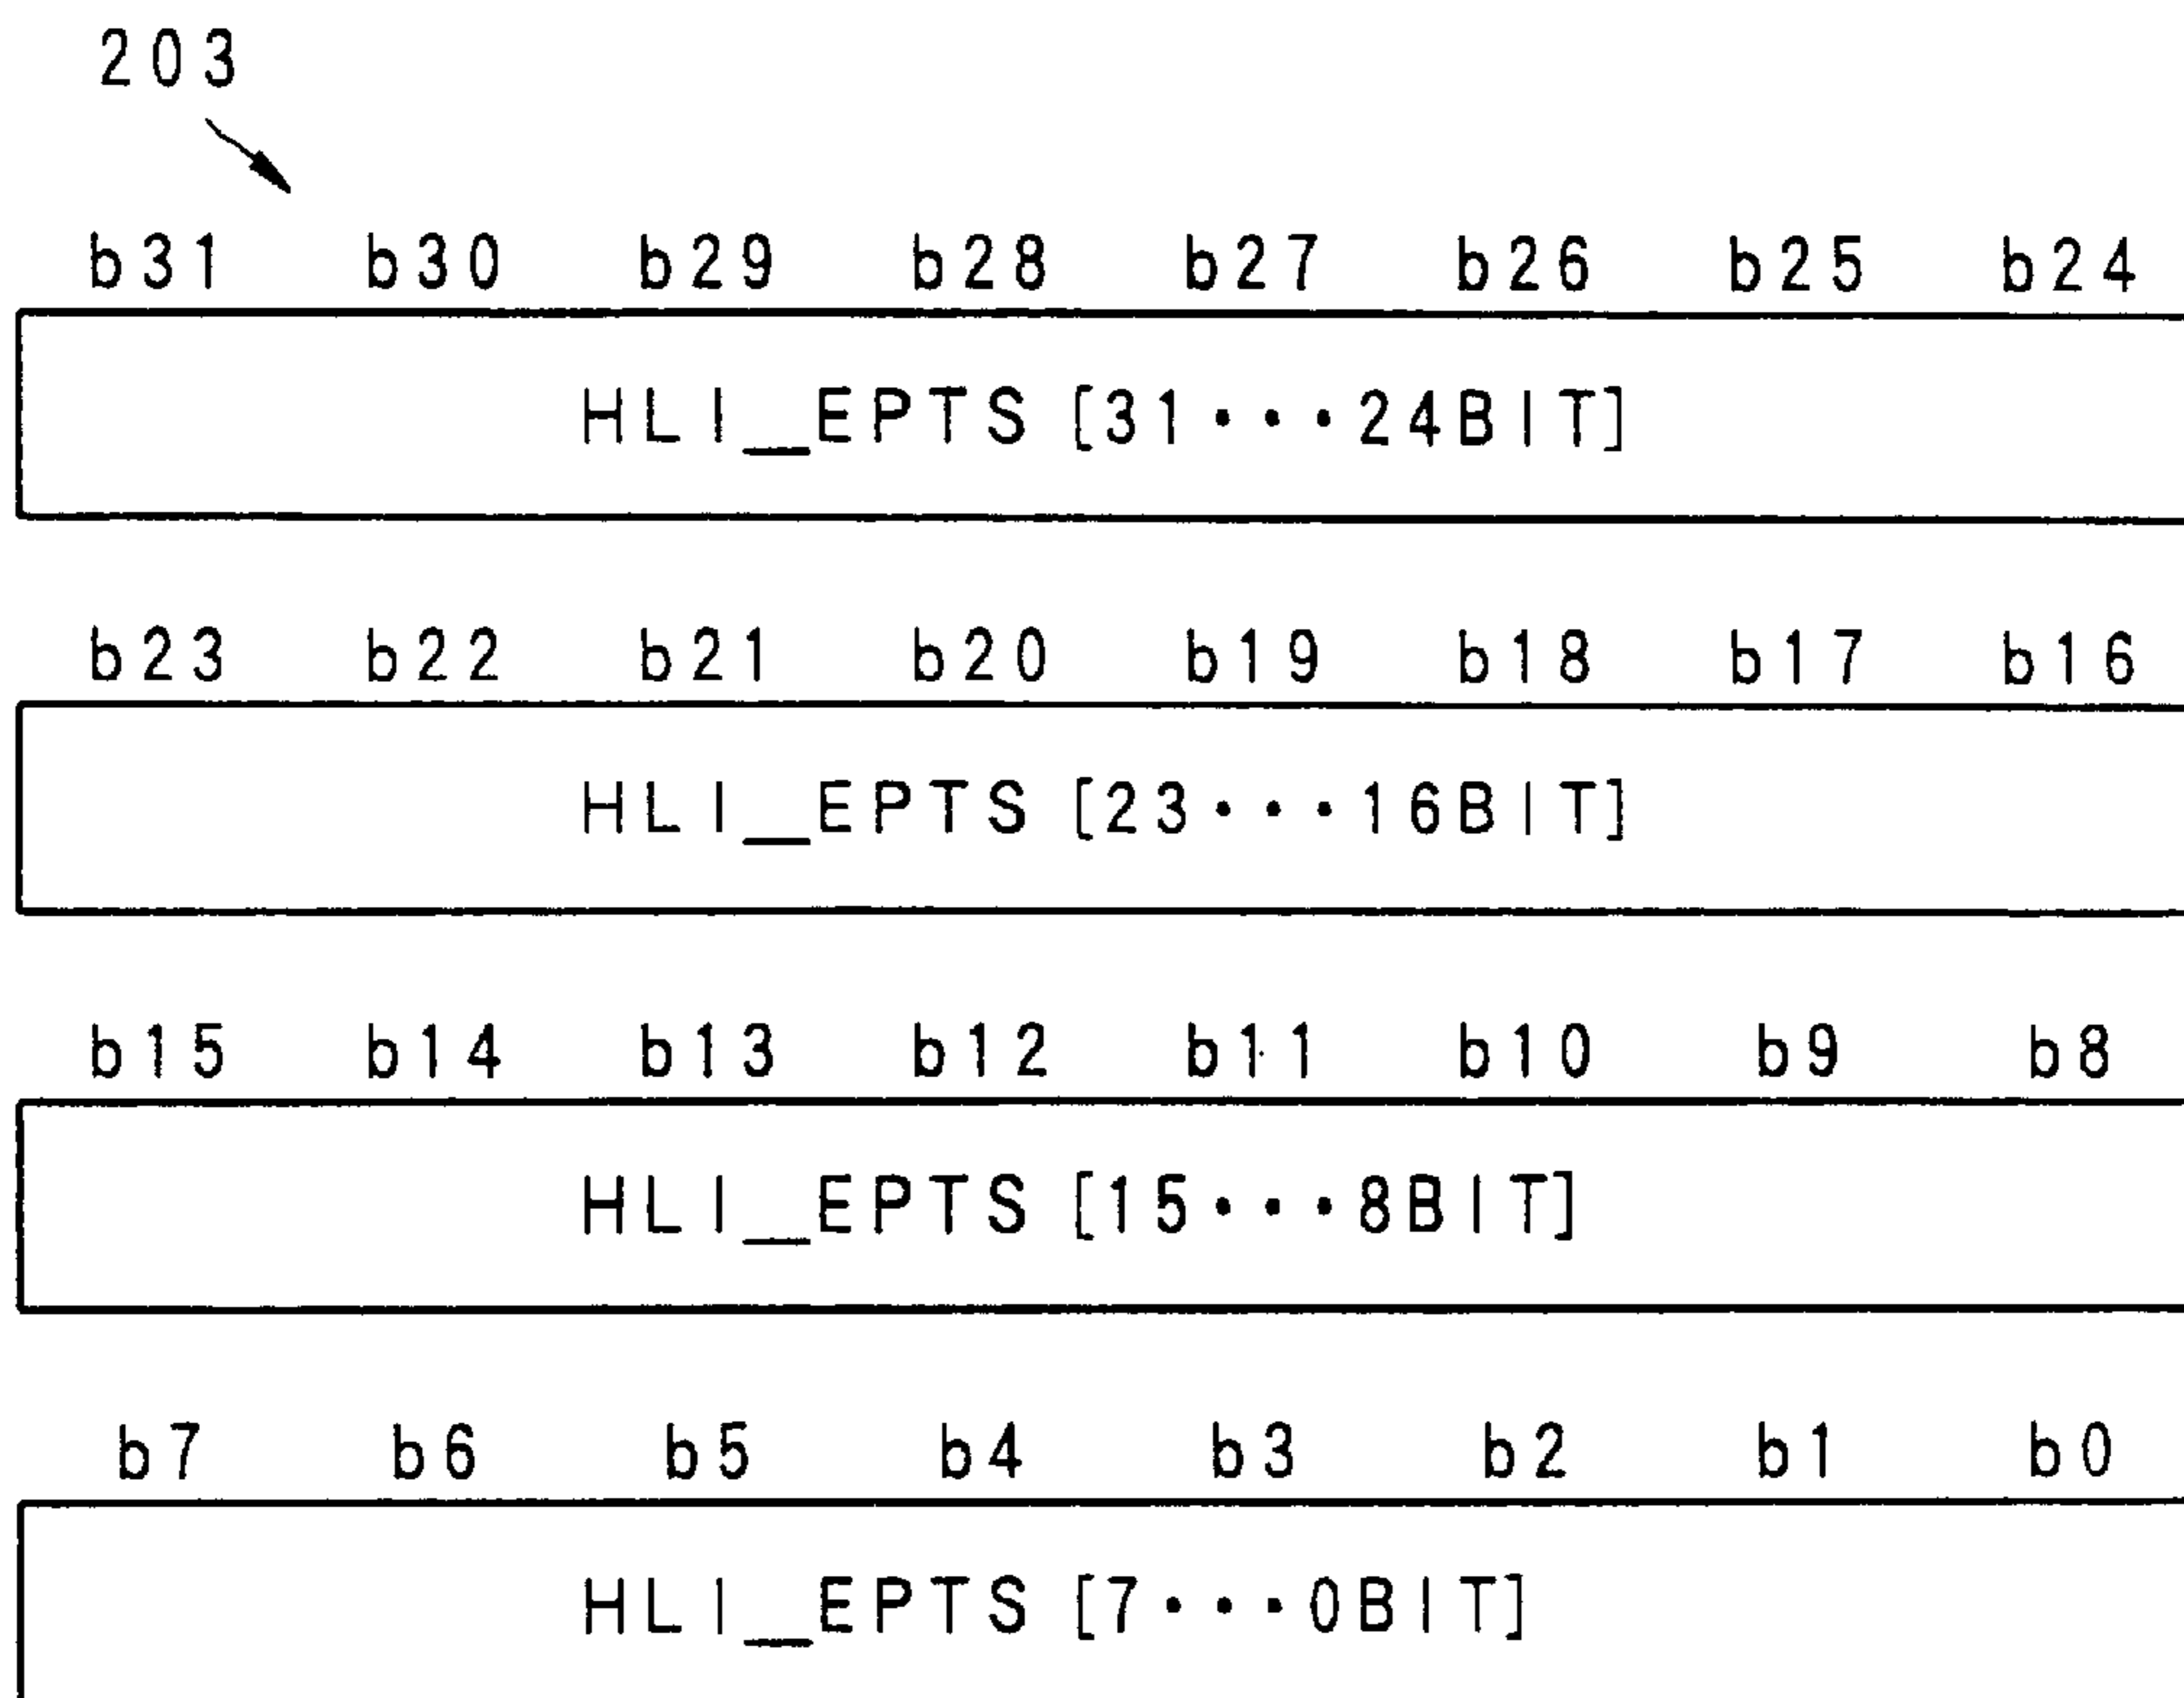 203
b31 b30 b29 b28 b27 b26 b25 b24
HLI_EPTS [31···24BIT]
b23 b22 b21 b20 b19 b18 b17 b16
HLI_EPTS [23···16BIT]
b15 b14 b13 b12 b11 b10 b9 b8
HLI_EPTS [15···8BIT]
b7 b6 b5 b4 b3 b2 b1 b0
HLI_EPTS [7···0BIT]